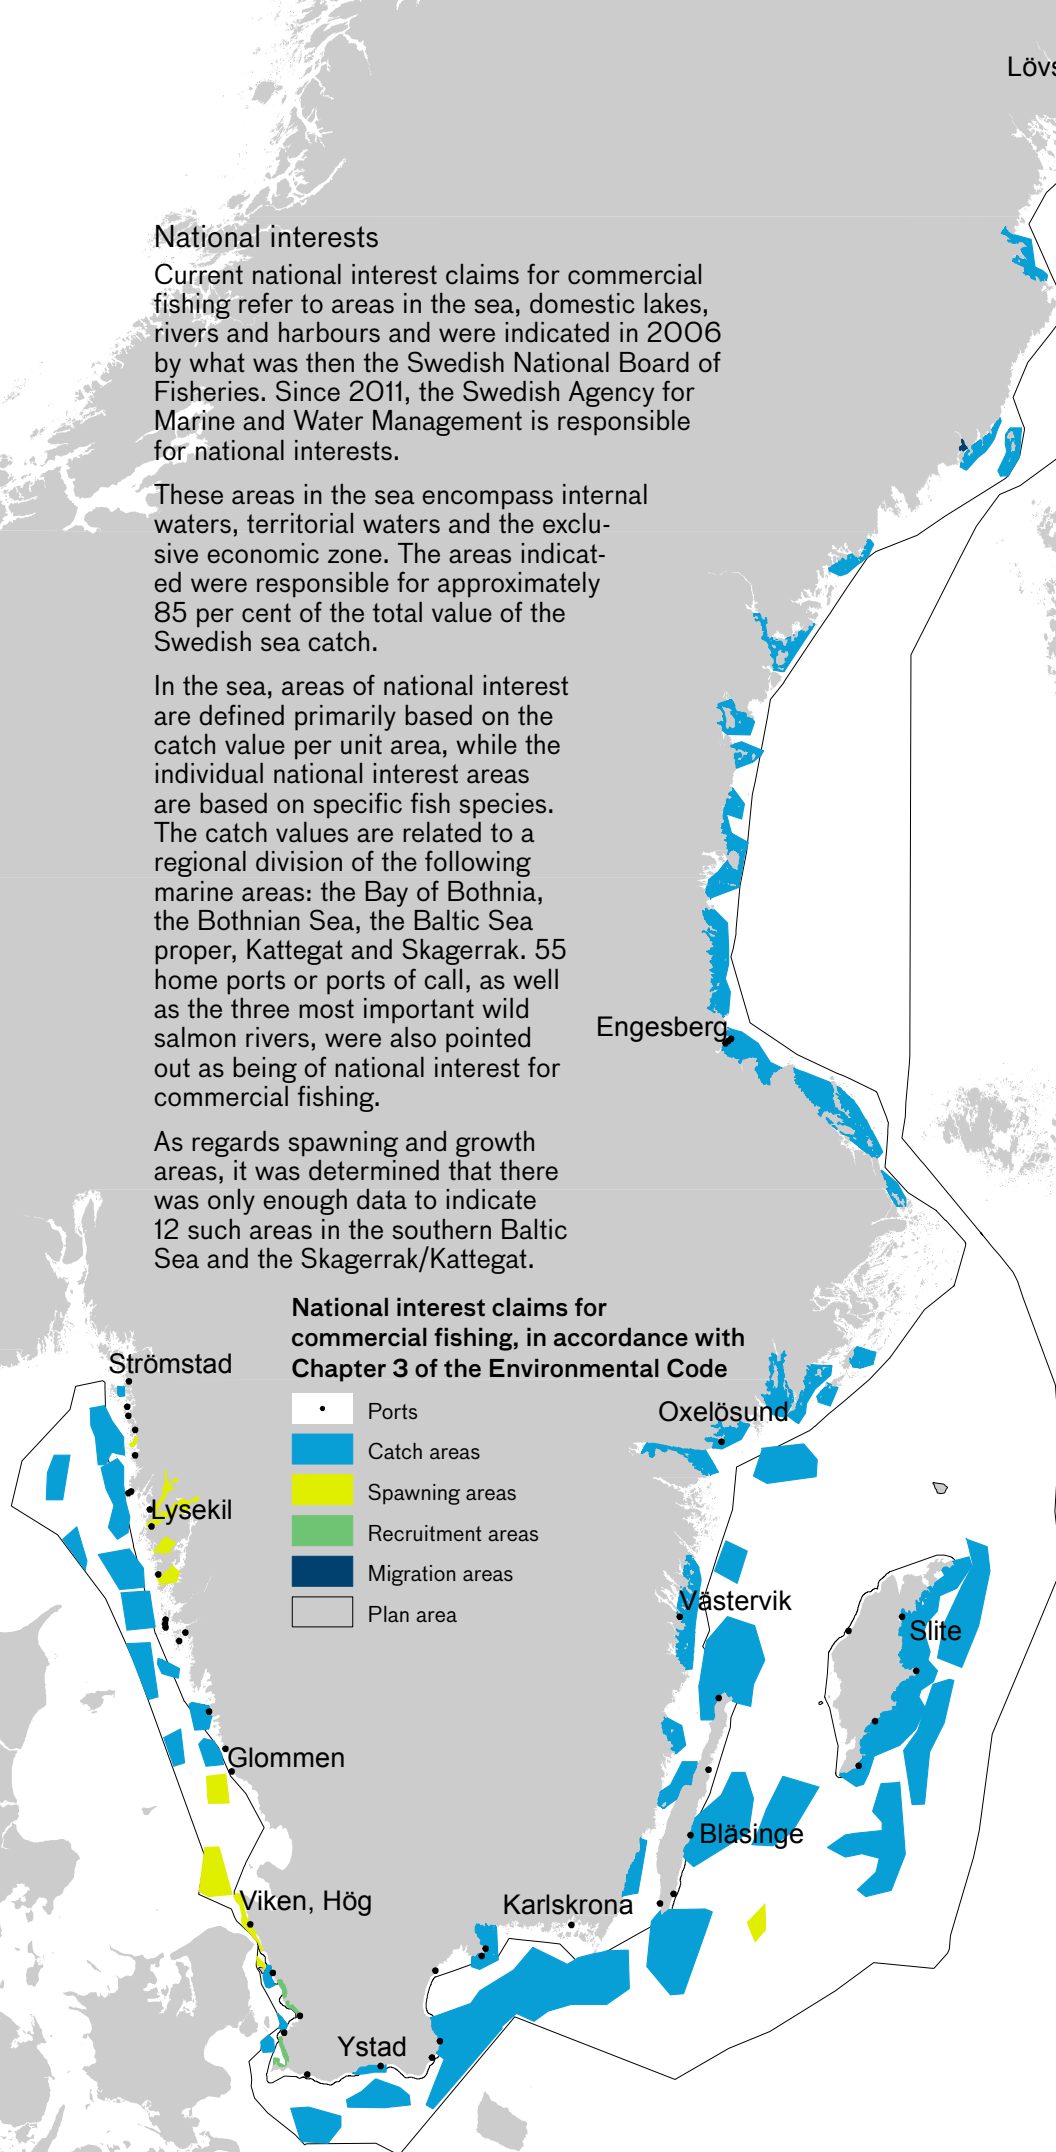 Lövs
National interests
Current national interest claims for commercial
fishing refer to areas in the sea, domestic lakes,
rivers and harbours and were indicated in 2006
by what was then the Swedish National Board of
Fisheries. Since 2011, the Swedish Agency for
Marine and Water Management is responsible
for national interests.
These areas in the sea encompass internal
waters, territorial waters and the exclu-
sive economic zone. The areas indicat-
ed were responsible for approximately
85 per cent of the total value of the
Swedish sea catch.
In the sea, areas of national interest
are defined primarily based on the
catch value per unit area, while the
individual national interest areas
are based on specific fish species.
The catch values are related to a
regional division of the following
marine areas: the Bay of Bothnia,
the Bothnian Sea, the Baltic Sea
proper, Kattegat and Skagerrak. 55
home ports or ports of call, as well
as the three most important wild
salmon rivers, were also pointed
out as being of national interest for
commercial fishing.
As regards spawning and growth
areas, it was determined that there
was only enough data to indicate
12 such areas in the southern Baltic
Sea and the Skagerrak/Kattegat.
National interest claims for
commercial fishing, in accordance with
Chapter 3 of the Environmental Code
Ports
Catch areas
Spawning areas
Recruitment areas
Migration areas
Plan area
Engesberg
Strömstad
Oxelösund
Lysekil
Västervik
Slite
Glommen
Bläsinge
Viken, Hög
Karlskrona
Ystad